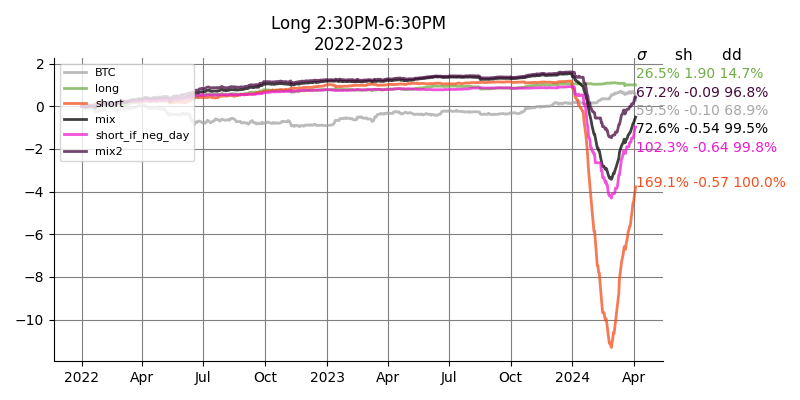 Long 2:30PM-6:30PM
2022-2023
σ sh dd
26.5% 1.90 14.7%
67.2% -0.09 96.8%
59.5% -0.10 68.9%
72.6% -0.54 99.5%
102.3% -0.64 99.8%
169.1% -0.57 100.0%
BTC
long
short
mix
short_if_neg_day
mix2
2
0
−2
−4
−6
−8
−10
2022 Apr Jul Oct 2023 Apr Jul Oct 2024 Apr